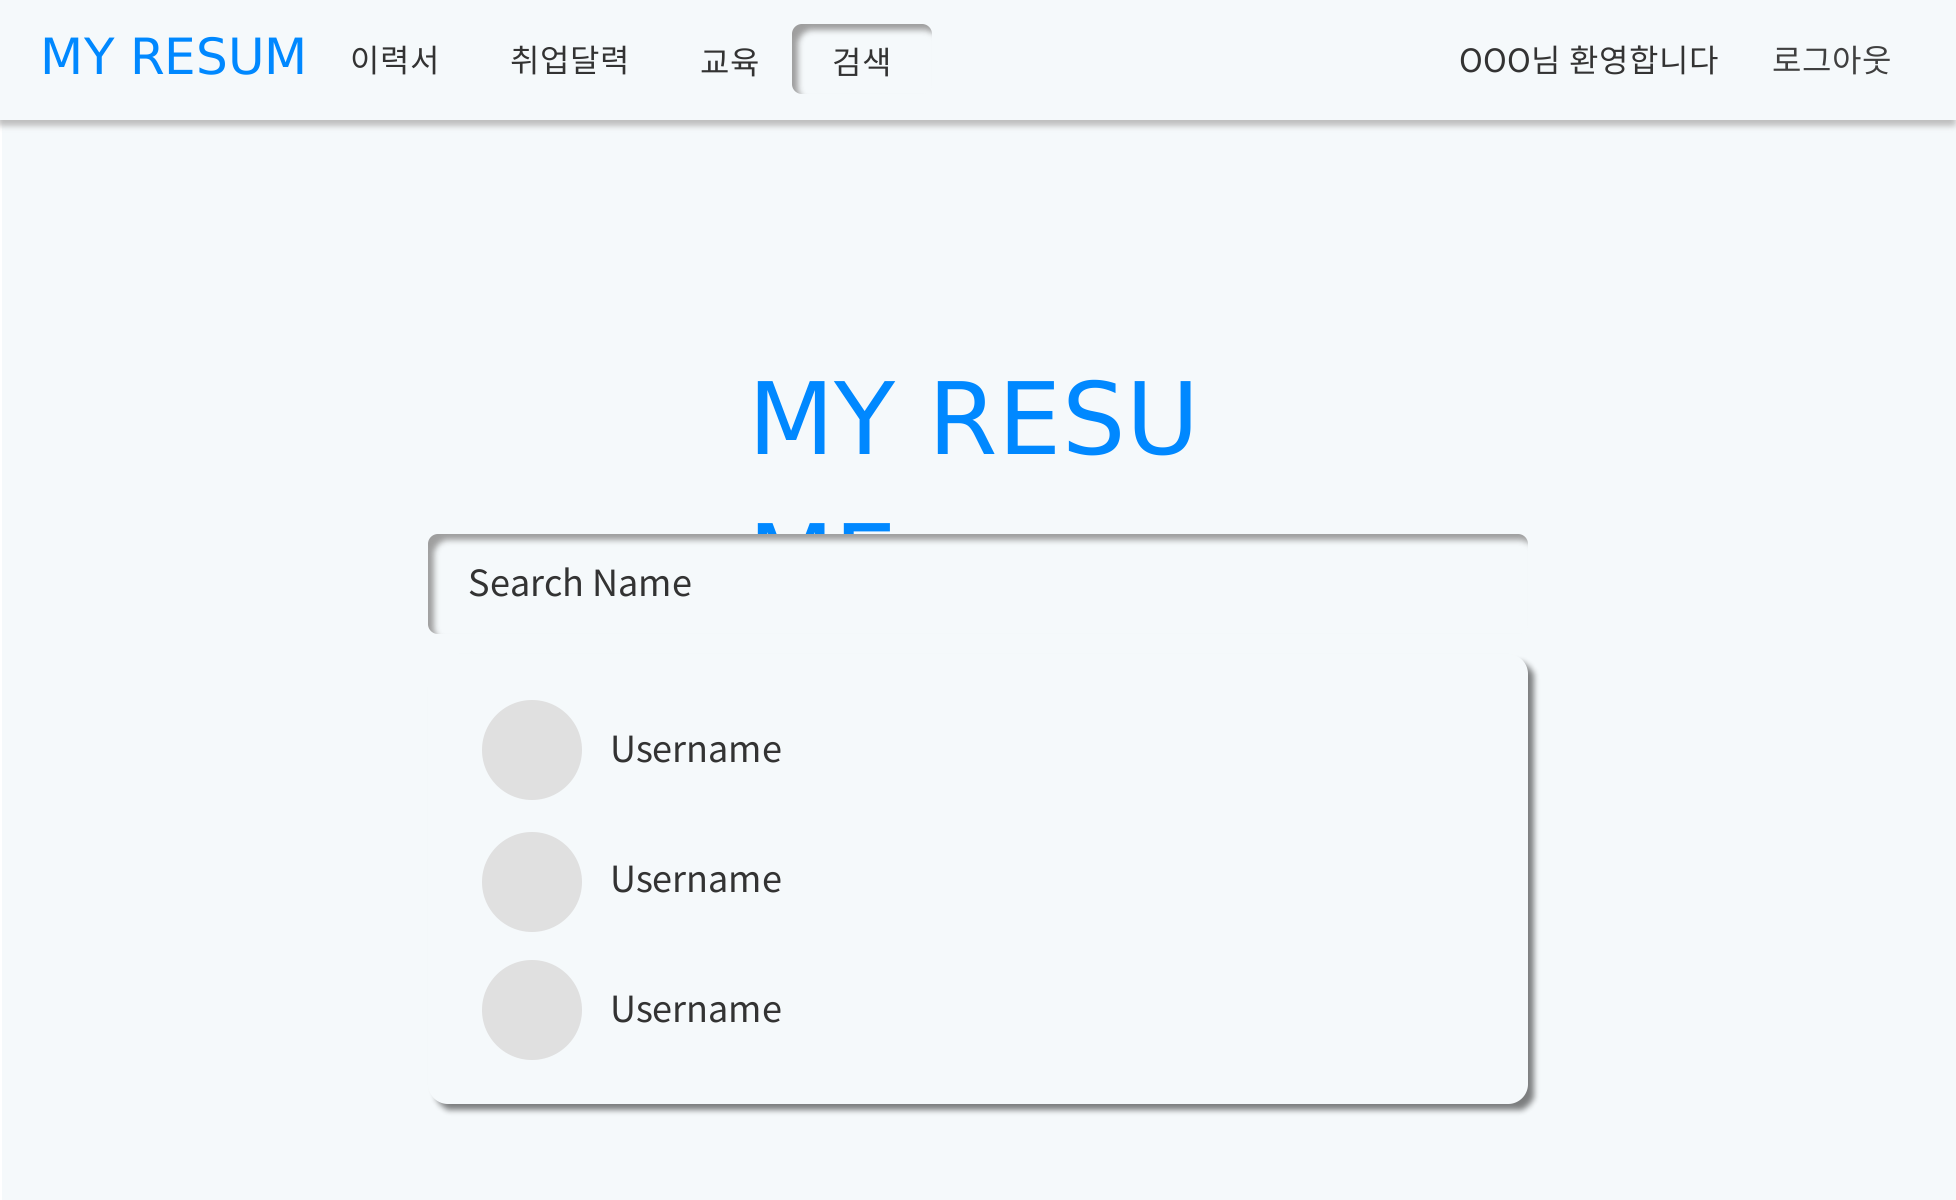 MY RESUM
이력서
취업달력
교육
검색
OOO님 환영합니다
로그아웃
MY RESU
ME
Search Name
Username
Username
Username